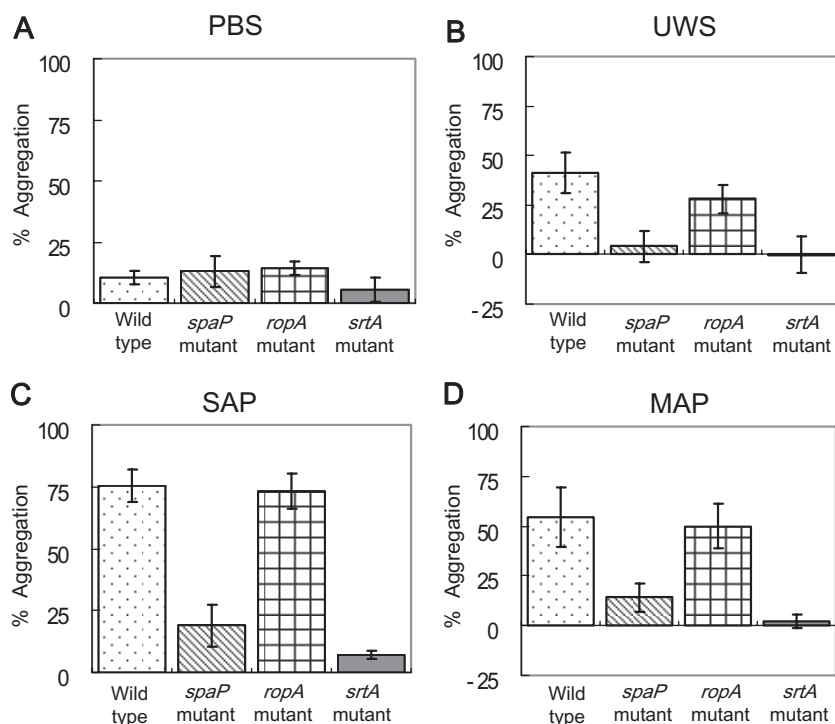 A
PBS
100
75
50
25
0
% Aggregation
Wild type
spaP mutant
ropA mutant
srtA mutant
B
UWS
100
75
50
25
0
-25
% Aggregation
Wild type
spaP mutant
ropA mutant
srtA mutant
C
SAP
100
75
50
25
0
% Aggregation
Wild type
spaP mutant
ropA mutant
srtA mutant
D
MAP
100
75
50
25
0
-25
% Aggregation
Wild type
spaP mutant
ropA mutant
srtA mutant